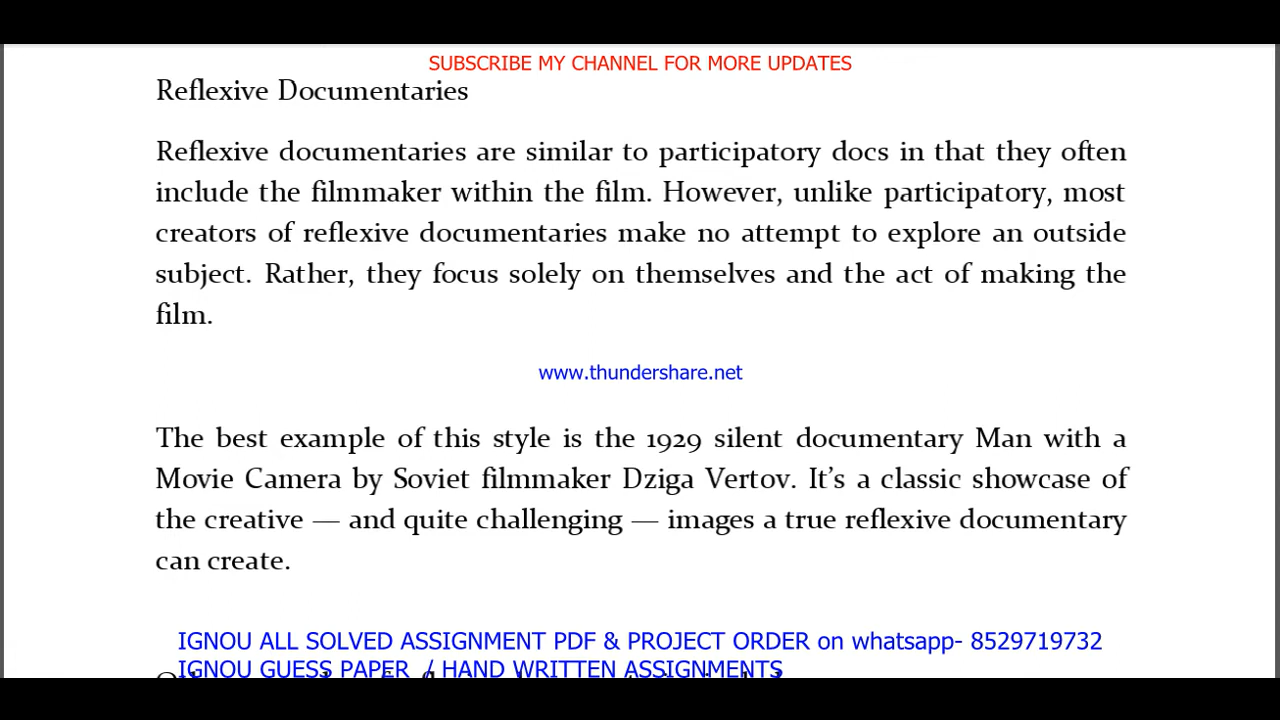 SUBSCRIBE MY CHANNEL FOR MORE UPDATES
Reflexive Documentaries
Reflexive documentaries are similar to participatory docs in that they often
include the filmmaker within the film. However, unlike participatory, most
creators of reflexive documentaries make no attempt to explore an outside
subject. Rather, they focus solely on themselves and the act of making the
film.
www.thundershare.net
The best example of this style is the 1929 silent documentary Man with a
Movie Camera by Soviet filmmaker Dziga Vertov. It’s a classic showcase of
the creative — and quite challenging — images a true reflexive documentary
can create.
IGNOU ALL SOLVED ASSIGNMENT PDF & PROJECT ORDER on whatsapp- 8529719732
IGNOU GUESS PAPER / HAND WRITTEN ASSIGNMENTS